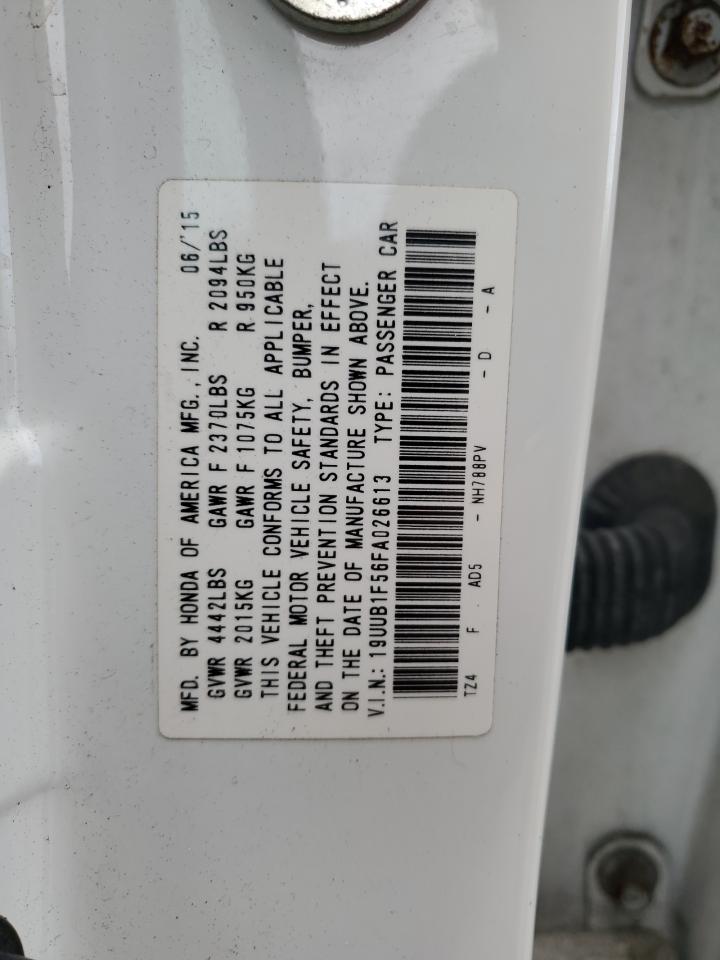 MFD. BY HONDA OF AMERICA MFG., INC. 06/'15
GVWR 4442LBS GAWR F 2370LBS R 2094LBS
GVWR 2015KG GAWR F 1075KG R 950KG
THIS VEHICLE CONFORMS TO ALL APPLICABLE
FEDERAL MOTOR VEHICLE SAFETY, BUMPER,
AND THEFT PREVENTION STANDARDS IN EFFECT
ON THE DATE OF MANUFACTURE SHOWN ABOVE.
V.I.N.: 19UUB1F56FA026613 TYPE: PASSENGER CAR
TZ4 F AD5 - NH788PV - D - A